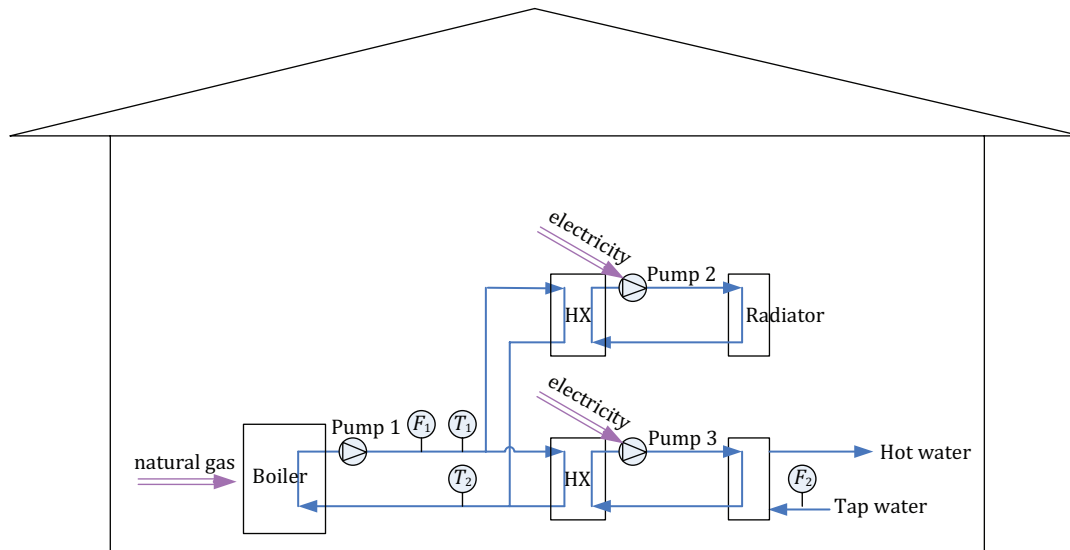 electricity
Pump 2
HX
Radiator
electricity
Pump 1
F1
T1
Pump 3
natural gas
Boiler
T2
HX
Hot water
F2
Tap water